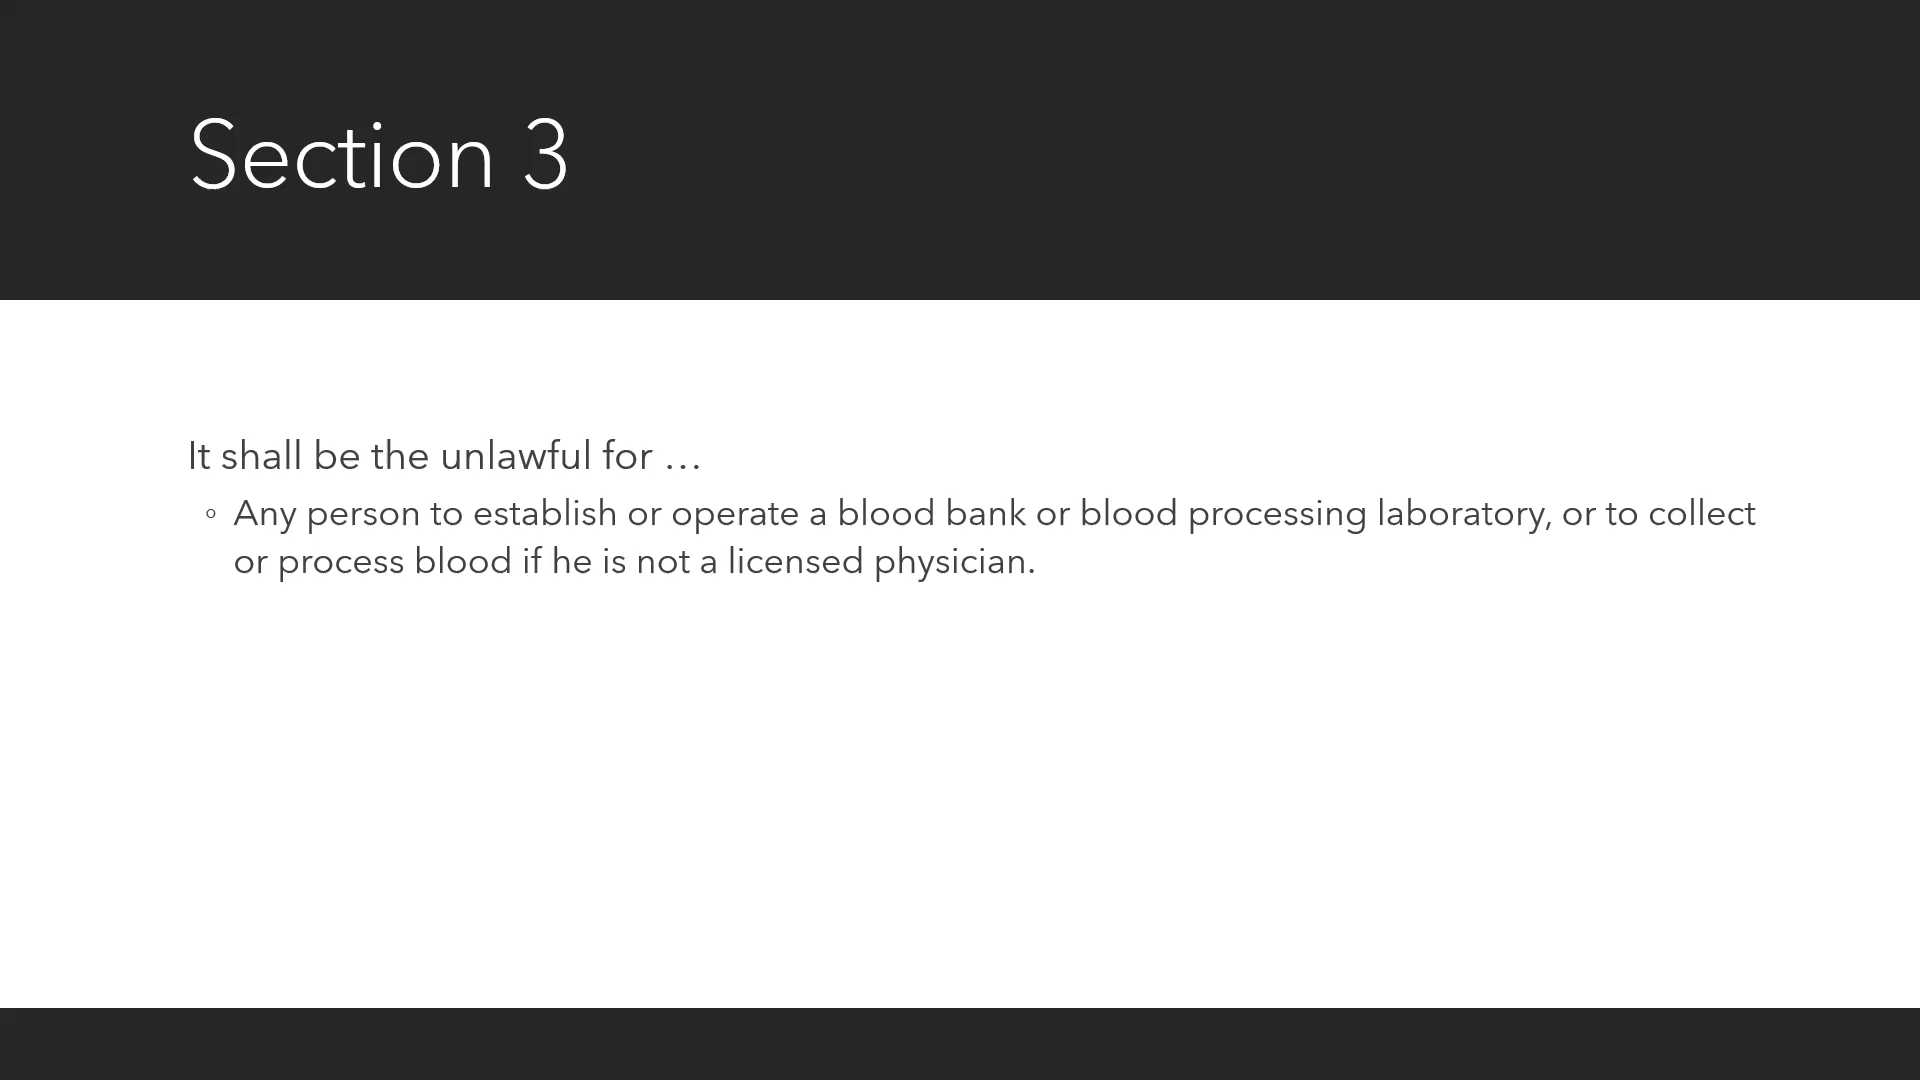 Section 3
It shall be the unlawful for …
◦ Any person to establish or operate a blood bank or blood processing laboratory, or to collect
or process blood if he is not a licensed physician.